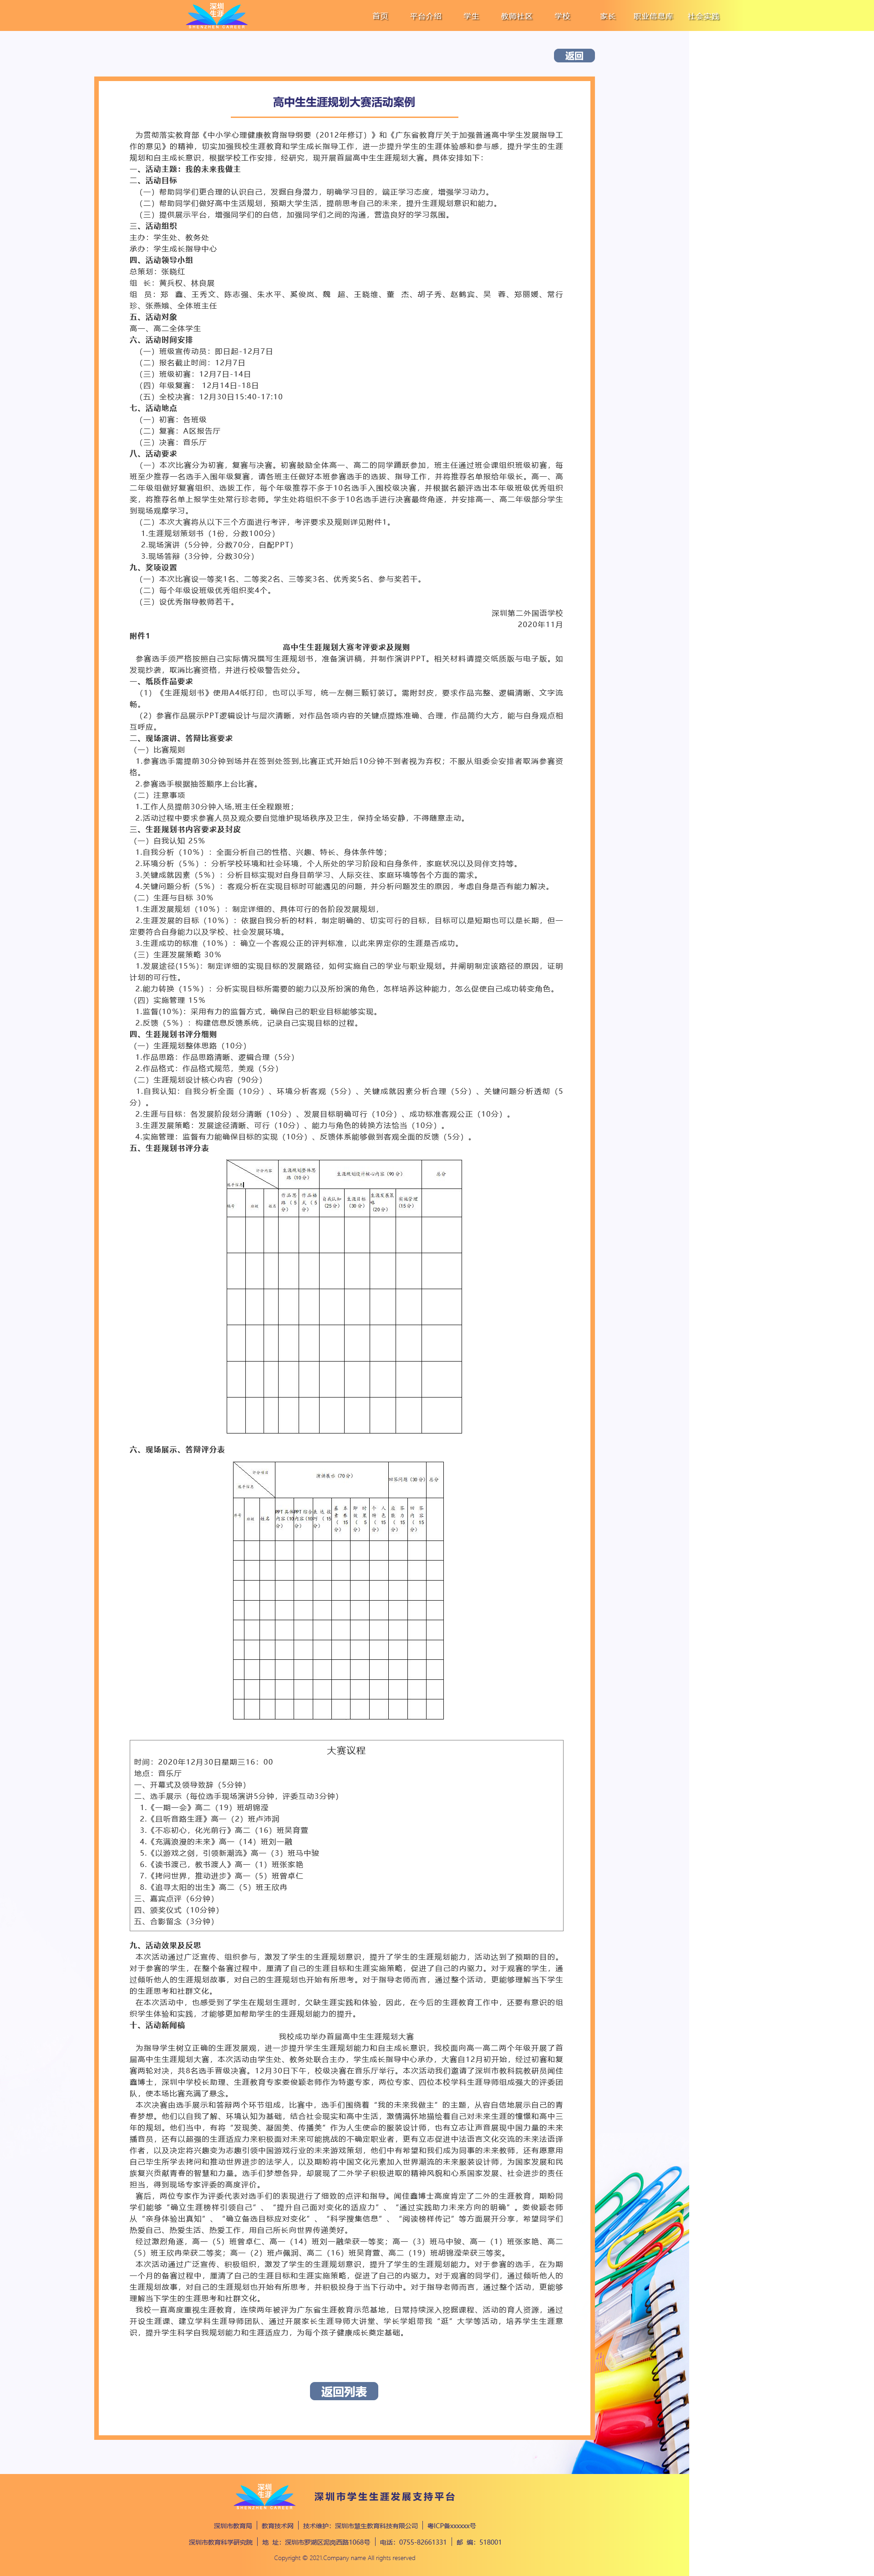 深圳
生涯
SHENZHEN CAREER
首页 平台介绍 学生 教师社区 学校 家长 职业信息库 社会实践
返回
高中生生涯规划大赛活动案例
为贯彻落实教育部《中小学心理健康教育指导纲要（2012年修订）》和《广东省教育厅关于加强普通高中学生发展指导工
作的意见》的精神，切实加强我校生涯教育和学生成长指导工作，进一步提升学生的生涯体验感和参与感，提升学生的生涯
规划和自主成长意识，根据学校工作安排，经研究，现开展首届高中生生涯规划大赛。具体安排如下：
一、活动主题：我的未来我做主
二、活动目标
（一）帮助同学们更合理的认识自己，发掘自身潜力，明确学习目的，端正学习态度，增强学习动力。
（二）帮助同学们做好高中生活规划，预期大学生活，提前思考自己的未来，提升生涯规划意识和能力。
（三）提供展示平台，增强同学们的自信，加强同学们之间的沟通，营造良好的学习氛围。
三、活动组织
主办：学生处、教务处
承办：学生成长指导中心
四、活动领导小组
总策划：张晓红
组 长：黄兵权、林良展
组 员：郑 鑫、王秀文、陈志强、朱水平、奚俊岚、魏 超、王晓维、董 杰、胡子秀、赵鹤宾、吴 蓉、郑丽媛、常行
珍、张燕嫡、全体班主任
五、活动对象
高一、高二全体学生
六、活动时间安排
（一）班级宣传动员：即日起-12月7日
（二）报名截止时间：12月7日
（三）班级初赛：12月7日-14日
（四）年级复赛： 12月14日-18日
（五）全校决赛：12月30日15:40-17:10
七、活动地点
（一）初赛：各班级
（二）复赛：A区报告厅
（三）决赛：音乐厅
八、活动要求
（一）本次比赛分为初赛，复赛与决赛。初赛鼓励全体高一、高二的同学踊跃参加，班主任通过班会课组织班级初赛，每
班至少推荐一名选手入围年级复赛，请各班主任做好本班参赛选手的选拔、指导工作，并将推荐名单报给年级长。高一、高
二年级组做好复赛组织、选拔工作，每个年级推荐不多于10名选手入围校级决赛，并根据名额评选出本年级班级优秀组织
奖，将推荐名单上报学生处常行珍老师。学生处将组织不多于10名选手进行决赛最终角逐，并安排高一、高二年级部分学生
到现场观摩学习。
（二）本次大赛将从以下三个方面进行考评，考评要求及规则详见附件1。
1.生涯规划策划书（1份，分数100分）
2.现场演讲（5分钟，分数70分，自配PPT）
3.现场答辩（3分钟，分数30分）
九、奖项设置
（一）本次比赛设一等奖1名、二等奖2名、三等奖3名、优秀奖5名、参与奖若干。
（二）每个年级设班级优秀组织奖4个。
（三）设优秀指导教师若干。
深圳第二外国语学校
2020年11月
附件1
高中生生涯规划大赛考评要求及规则
参赛选手须严格按照自己实际情况撰写生涯规划书，准备演讲稿，并制作演讲PPT。相关材料请提交纸质版与电子版。如
发现抄袭，取消比赛资格，并进行校级警告处分。
一、纸质作品要求
（1）《生涯规划书》使用A4纸打印，也可以手写，统一左侧三颗钉装订。需附封皮，要求作品完整、逻辑清晰、文字流
畅。
（2）参赛作品展示PPT逻辑设计与层次清晰，对作品各项内容的关键点提炼准确、合理，作品简约大方，能与自身观点相
互呼应。
二、现场演讲、答辩比赛要求
（一）比赛规则
1.参赛选手需提前30分钟到场并在签到处签到,比赛正式开始后10分钟不到者视为弃权；不服从组委会安排者取消参赛资
格。
2.参赛选手根据抽签顺序上台比赛。
（二）注意事项
1.工作人员提前30分钟入场,班主任全程跟班；
2.活动过程中要求参赛人员及观众要自觉维护现场秩序及卫生，保持全场安静，不得随意走动。
三、生涯规划书内容要求及封皮
（一）自我认知 25%
1.自我分析（10%）：全面分析自己的性格、兴趣、特长、身体条件等；
2.环境分析（5%）：分析学校环境和社会环境，个人所处的学习阶段和自身条件，家庭状况以及同伴支持等。
3.关键成就因素（5%）：分析目标实现对自身目前学习、人际交往、家庭环境等各个方面的需求。
4.关键问题分析（5%）：客观分析在实现目标时可能遇见的问题，并分析问题发生的原因，考虑自身是否有能力解决。
（二）生涯与目标 30%
1.生涯发展规划（10%）：制定详细的、具体可行的各阶段发展规划，
2.生涯发展的目标（10%）：依据自我分析的材料，制定明确的、切实可行的目标，目标可以是短期也可以是长期，但一
定要符合自身能力以及学校、社会发展环境。
3.生涯成功的标准（10%）：确立一个客观公正的评判标准，以此来界定你的生涯是否成功。
（三）生涯发展策略 30%
1.发展途径(15%)：制定详细的实现目标的发展路径，如何实施自己的学业与职业规划。并阐明制定该路径的原因，证明
计划的可行性。
2.能力转换（15%）：分析实现目标所需要的能力以及所扮演的角色，怎样培养这种能力，怎么促使自己成功转变角色。
（四）实施管理 15%
1.监督(10%)：采用有力的监督方式，确保自己的职业目标能够实现。
2.反馈（5%）：构建信息反馈系统，记录自己实现目标的过程。
四、生涯规划书评分细则
（一）生涯规划整体思路（10分）
1.作品思路：作品思路清晰、逻辑合理（5分）
2.作品格式：作品格式规范，美观（5分）
（二）生涯规划设计核心内容（90分）
1.自我认知：自我分析全面（10分）、环境分析客观（5分）、关键成就因素分析合理（5分）、关键问题分析透彻（5
分）。
2.生涯与目标：各发展阶段划分清晰（10分）、发展目标明确可行（10分）、成功标准客观公正（10分）。
3.生涯发展策略：发展途径清晰、可行（10分）、能力与角色的转换方法恰当（10分）。
4.实施管理：监督有力能确保目标的实现（10分）、反馈体系能够做到客观全面的反馈（5分）。
五、生涯规划书评分表
评分内容 生涯规划整体思路（10分） 生涯规划设计核心内容（90分） 总分
选手信息
编号 班级 姓名 作品思路（5分） 作品格式（5分） 自我认知（25分） 生涯目标（30分） 生涯发展策略（20分） 实施管理（15分）
六、现场展示、答辩评分表
评分项目 演讲展示（70分） 回答问题（30分） 总分
选手信息
班级 姓名
大赛议程
时间：2020年12月30日星期三16：00
地点：音乐厅
一、开幕式及领导致辞（5分钟）
二、选手展示（每位选手现场演讲5分钟，评委互动3分钟）
1.《一期一会》高二（19）班胡锦滢
2.《且听音路生涯》高一（2）班卢沛润
3.《不忘初心，化光前行》高二（16）班吴育萱
4.《充满浪漫的未来》高一（14）班刘一融
5.《以游戏之剑，引领新潮流》高一（3）班马中骏
6.《读书渡己，教书渡人》高一（1）班张家艳
7.《拷问世界，推动进步》高一（5）班曾卓仁
8.《追寻太阳的出生》高二（5）班王欣冉
三、嘉宾点评（6分钟）
四、颁奖仪式（10分钟）
五、合影留念（3分钟）
九、活动效果及反思
本次活动通过广泛宣传、组织参与，激发了学生的生涯规划意识，提升了学生的生涯规划能力，活动达到了预期的目的。
对于参赛的学生，在整个备赛过程中，厘清了自己的生涯目标和生涯实施策略，促进了自己的内驱力。对于观赛的学生，通
过倾听他人的生涯规划故事，对自己的生涯规划也开始有所思考。对于指导老师而言，通过整个活动，更能够理解当下学生
的生涯思考和社群文化。
在本次活动中，也感受到了学生在规划生涯时，欠缺生涯实践和体验，因此，在今后的生涯教育工作中，还要有意识的组
织学生体验和实践，才能够更加帮助学生的生涯规划能力的提升。
十、活动新闻稿
我校成功举办首届高中生生涯规划大赛
为指导学生树立正确的生涯发展观，进一步提升学生生涯规划能力和自主成长意识，我校面向高一高二两个年级开展了首
届高中生生涯规划大赛，本次活动由学生处、教务处联合主办，学生成长指导中心承办，大赛自12月初开始，经过初赛和复
赛两轮对决，共8名选手晋级决赛。12月30日下午，校级决赛在音乐厅举行。本次活动我们邀请了深圳市教科院教研员闻佳
鑫博士，深圳中学校长助理、生涯教育专家娄俊颖老师作为特邀专家，两位专家、四位本校学科生涯导师组成强大的评委团
队，使本场比赛充满了悬念。
本次决赛由选手展示和答辩两个环节组成，比赛中，选手们围绕着“我的未来我做主”的主题，从容自信地展示自己的青
春梦想。他们以自我了解、环境认知为基础，结合社会现实和高中生活，激情满怀地描绘着自己对未来生涯的憧憬和高中三
年的规划。他们当中，有将“发现美、凝固美、传播美”作为人生使命的服装设计师，也有立志让声音展现中国力量的未来
播音员，还有以超强的生涯适应力来积极面对未来可能挑战的不确定职业者，更有立志促进中法语言文化交流的未来法语译
作者，以及决定将兴趣变为志趣引领中国游戏行业的未来游戏策划，他们中有希望和我们成为同事的未来教师，还有愿意用
自己毕生所学去拷问和推动世界进步的法学人，以及期盼将中国文化元素加入世界潮流的未来服装设计师，为国家发展和民
族复兴贡献青春的智慧和力量。选手们梦想各异，却展现了二外学子积极进取的精神风貌和心系国家发展、社会进步的责任
担当，得到现场专家评委的高度评价。
赛后，两位专家作为评委代表对选手们的表现进行了细致的点评和指导。闻佳鑫博士高度肯定了二外的生涯教育，期盼同
学们能够“确立生涯榜样引领自己”、“提升自己面对变化的适应力”、“通过实践助力未来方向的明确”。娄俊颖老师
从“亲身体验出真知”、“确立备选目标应对变化”、“科学搜集信息”、“阅读榜样传记”等方面展开分享，希望同学们
热爱自己、热爱生活、热爱工作，用自己所长向世界传递美好。
经过激烈角逐，高一（5）班曾卓仁、高一（14）班刘一融荣获一等奖；高一（3）班马中骏、高一（1）班张家艳、高二
（5）班王欣冉荣获二等奖；高一（2）班卢佩润、高二（16）班吴育萱、高二（19）班胡锦滢荣获三等奖。
本次活动通过广泛宣传、积极组织，激发了学生的生涯规划意识，提升了学生的生涯规划能力。对于参赛的选手，在为期
一个月的备赛过程中，厘清了自己的生涯目标和生涯实施策略，促进了自己的内驱力。对于观赛的同学们，通过倾听他人的
生涯规划故事，对自己的生涯规划也开始有所思考，并积极投身于当下行动中。对于指导老师而言，通过整个活动，更能够
理解当下学生的生涯思考和社群文化。
我校一直高度重视生涯教育，连续两年被评为广东省生涯教育示范基地，日常持续深入挖掘课程、活动的育人资源，通过
开设生涯课、建立学科生涯导师团队、通过开展家长生涯导师大讲堂、学长学姐带我“逛”大学等活动，培养学生生涯意
识，提升学生科学自我规划能力和生涯适应力，为每个孩子健康成长奠定基础。
返回列表
深圳
生涯
SHENZHEN CAREER
深圳市学生生涯发展支持平台
深圳市教育局 教育技术网 技术维护：深圳市蕴生教育科技有限公司 粤ICP备xxxxxx号
深圳市教育科学研究院 地 址：深圳市罗湖区泥岗西路1068号 电话：0755-82661331 邮 编：518001
Copyright © 2021Company name All rights reserved